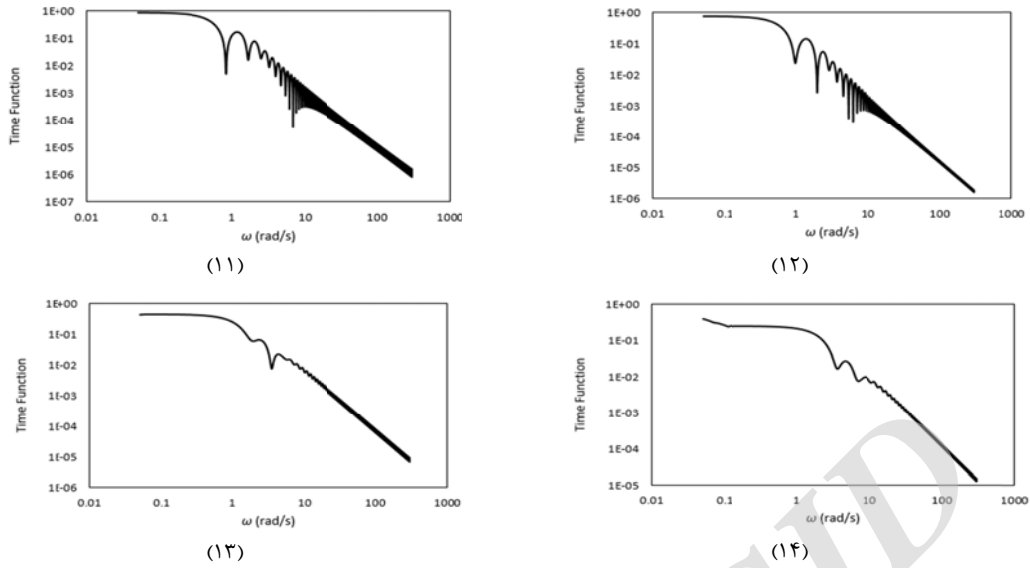 1E+00
1E-01
1E-02
1E-03
1E-04
1E-05
1E-06
1E-07
Time Function
0.01 0.1 1 10 100 1000
ω (rad/s)
(۱۱)
1E+00
1E-01
1E-02
1E-03
1E-04
1E-05
1E-06
Time Function
0.01 0.1 1 10 100 1000
ω (rad/s)
(۱۲)
1E+00
1E-01
1E-02
1E-03
1E-04
1E-05
1E-06
Time Function
0.01 0.1 1 10 100 1000
ω (rad/s)
(۱۳)
1E+00
1E-01
1E-02
1E-03
1E-04
1E-05
Time Function
0.01 0.1 1 10 100 1000
ω (rad/s)
(۱۴)